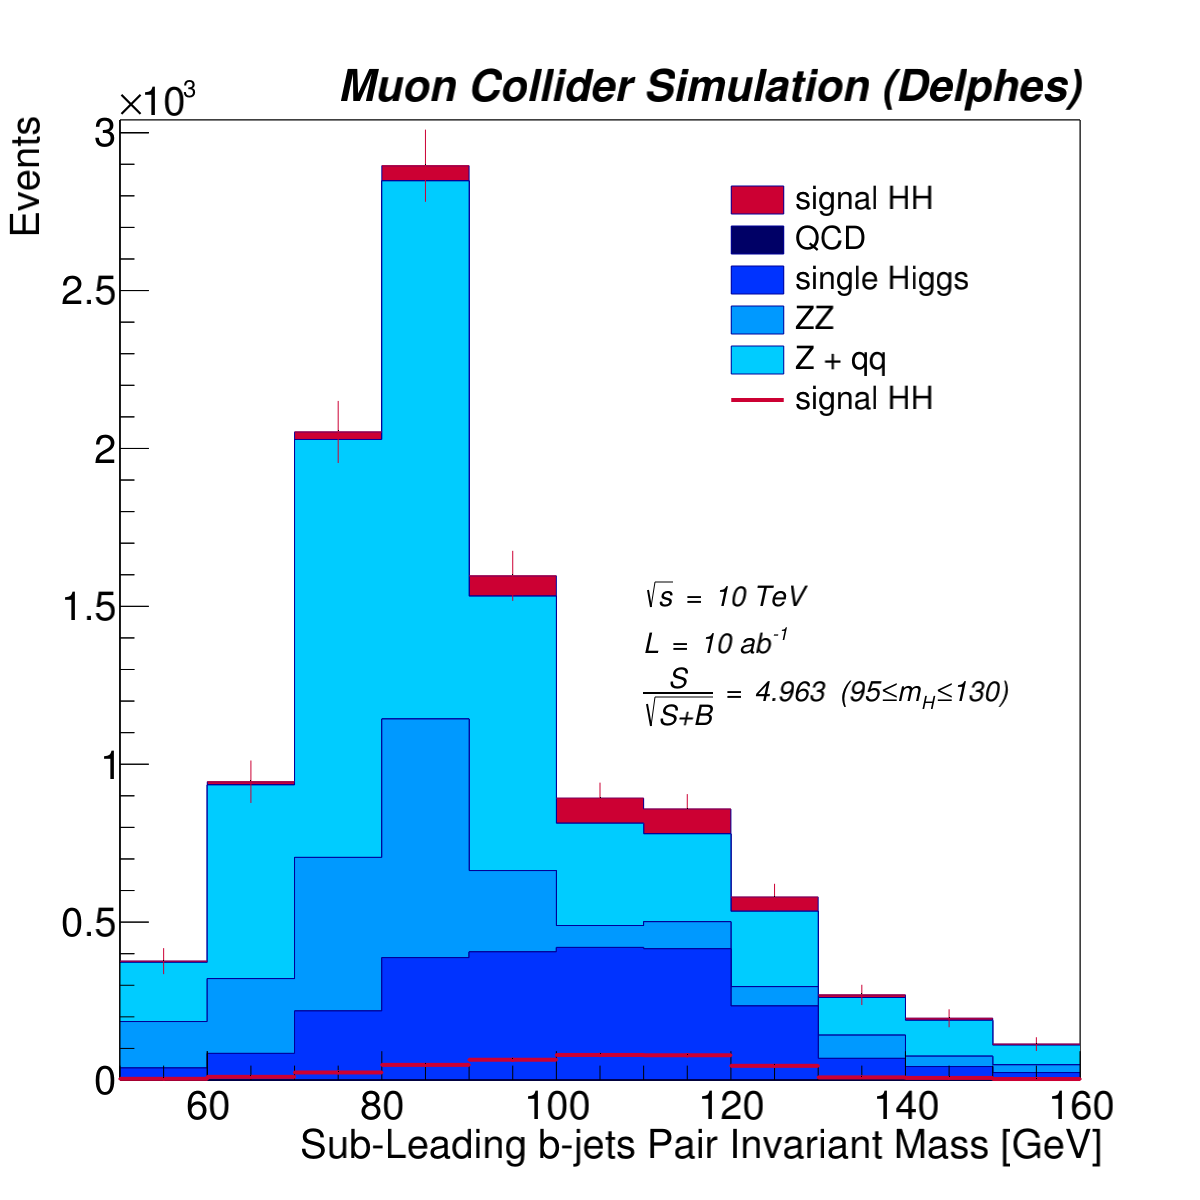 Muon Collider Simulation (Delphes)
×10³
Events
3
2.5
2
1.5
1
0.5
0
signal HH
QCD
single Higgs
ZZ
Z + qq
signal HH
√s = 10 TeV
L = 10 ab⁻¹
S
√S+B = 4.963 (95≤m_H≤130)
60 80 100 120 140 160
Sub-Leading b-jets Pair Invariant Mass [GeV]